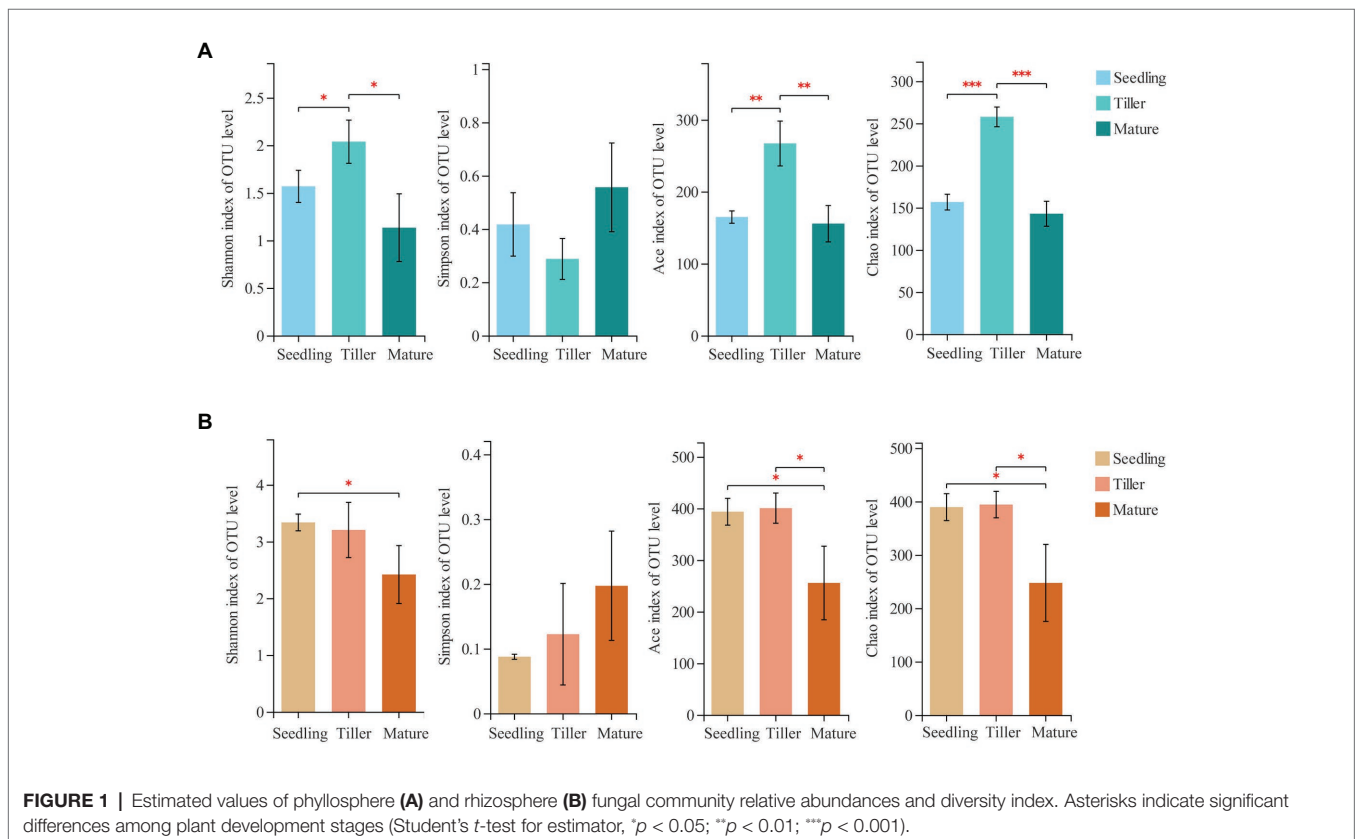 A
Shannon index of OTU level
2.5
2
1.5
1
0.5
0
* *
Seedling Tiller Mature
Simpson index of OTU level
1
0.8
0.6
0.4
0.2
0
Seedling Tiller Mature
Ace index of OTU level
300
200
100
0
** **
Seedling Tiller Mature
Chao index of OTU level
300
250
200
150
100
50
0
*** ***
Seedling Tiller Mature
Seedling
Tiller
Mature
B
Shannon index of OTU level
4
3
2
1
0
*
Seedling Tiller Mature
Simpson index of OTU level
0.4
0.3
0.2
0.1
0
Seedling Tiller Mature
Ace index of OTU level
500
400
300
200
100
0
*
*
Seedling Tiller Mature
Chao index of OTU level
500
400
300
200
100
0
*
*
Seedling Tiller Mature
Seedling
Tiller
Mature
FIGURE 1 | Estimated values of phyllosphere (A) and rhizosphere (B) fungal community relative abundances and diversity index. Asterisks indicate significant
differences among plant development stages (Student's t-test for estimator, *p < 0.05; **p < 0.01; ***p < 0.001).